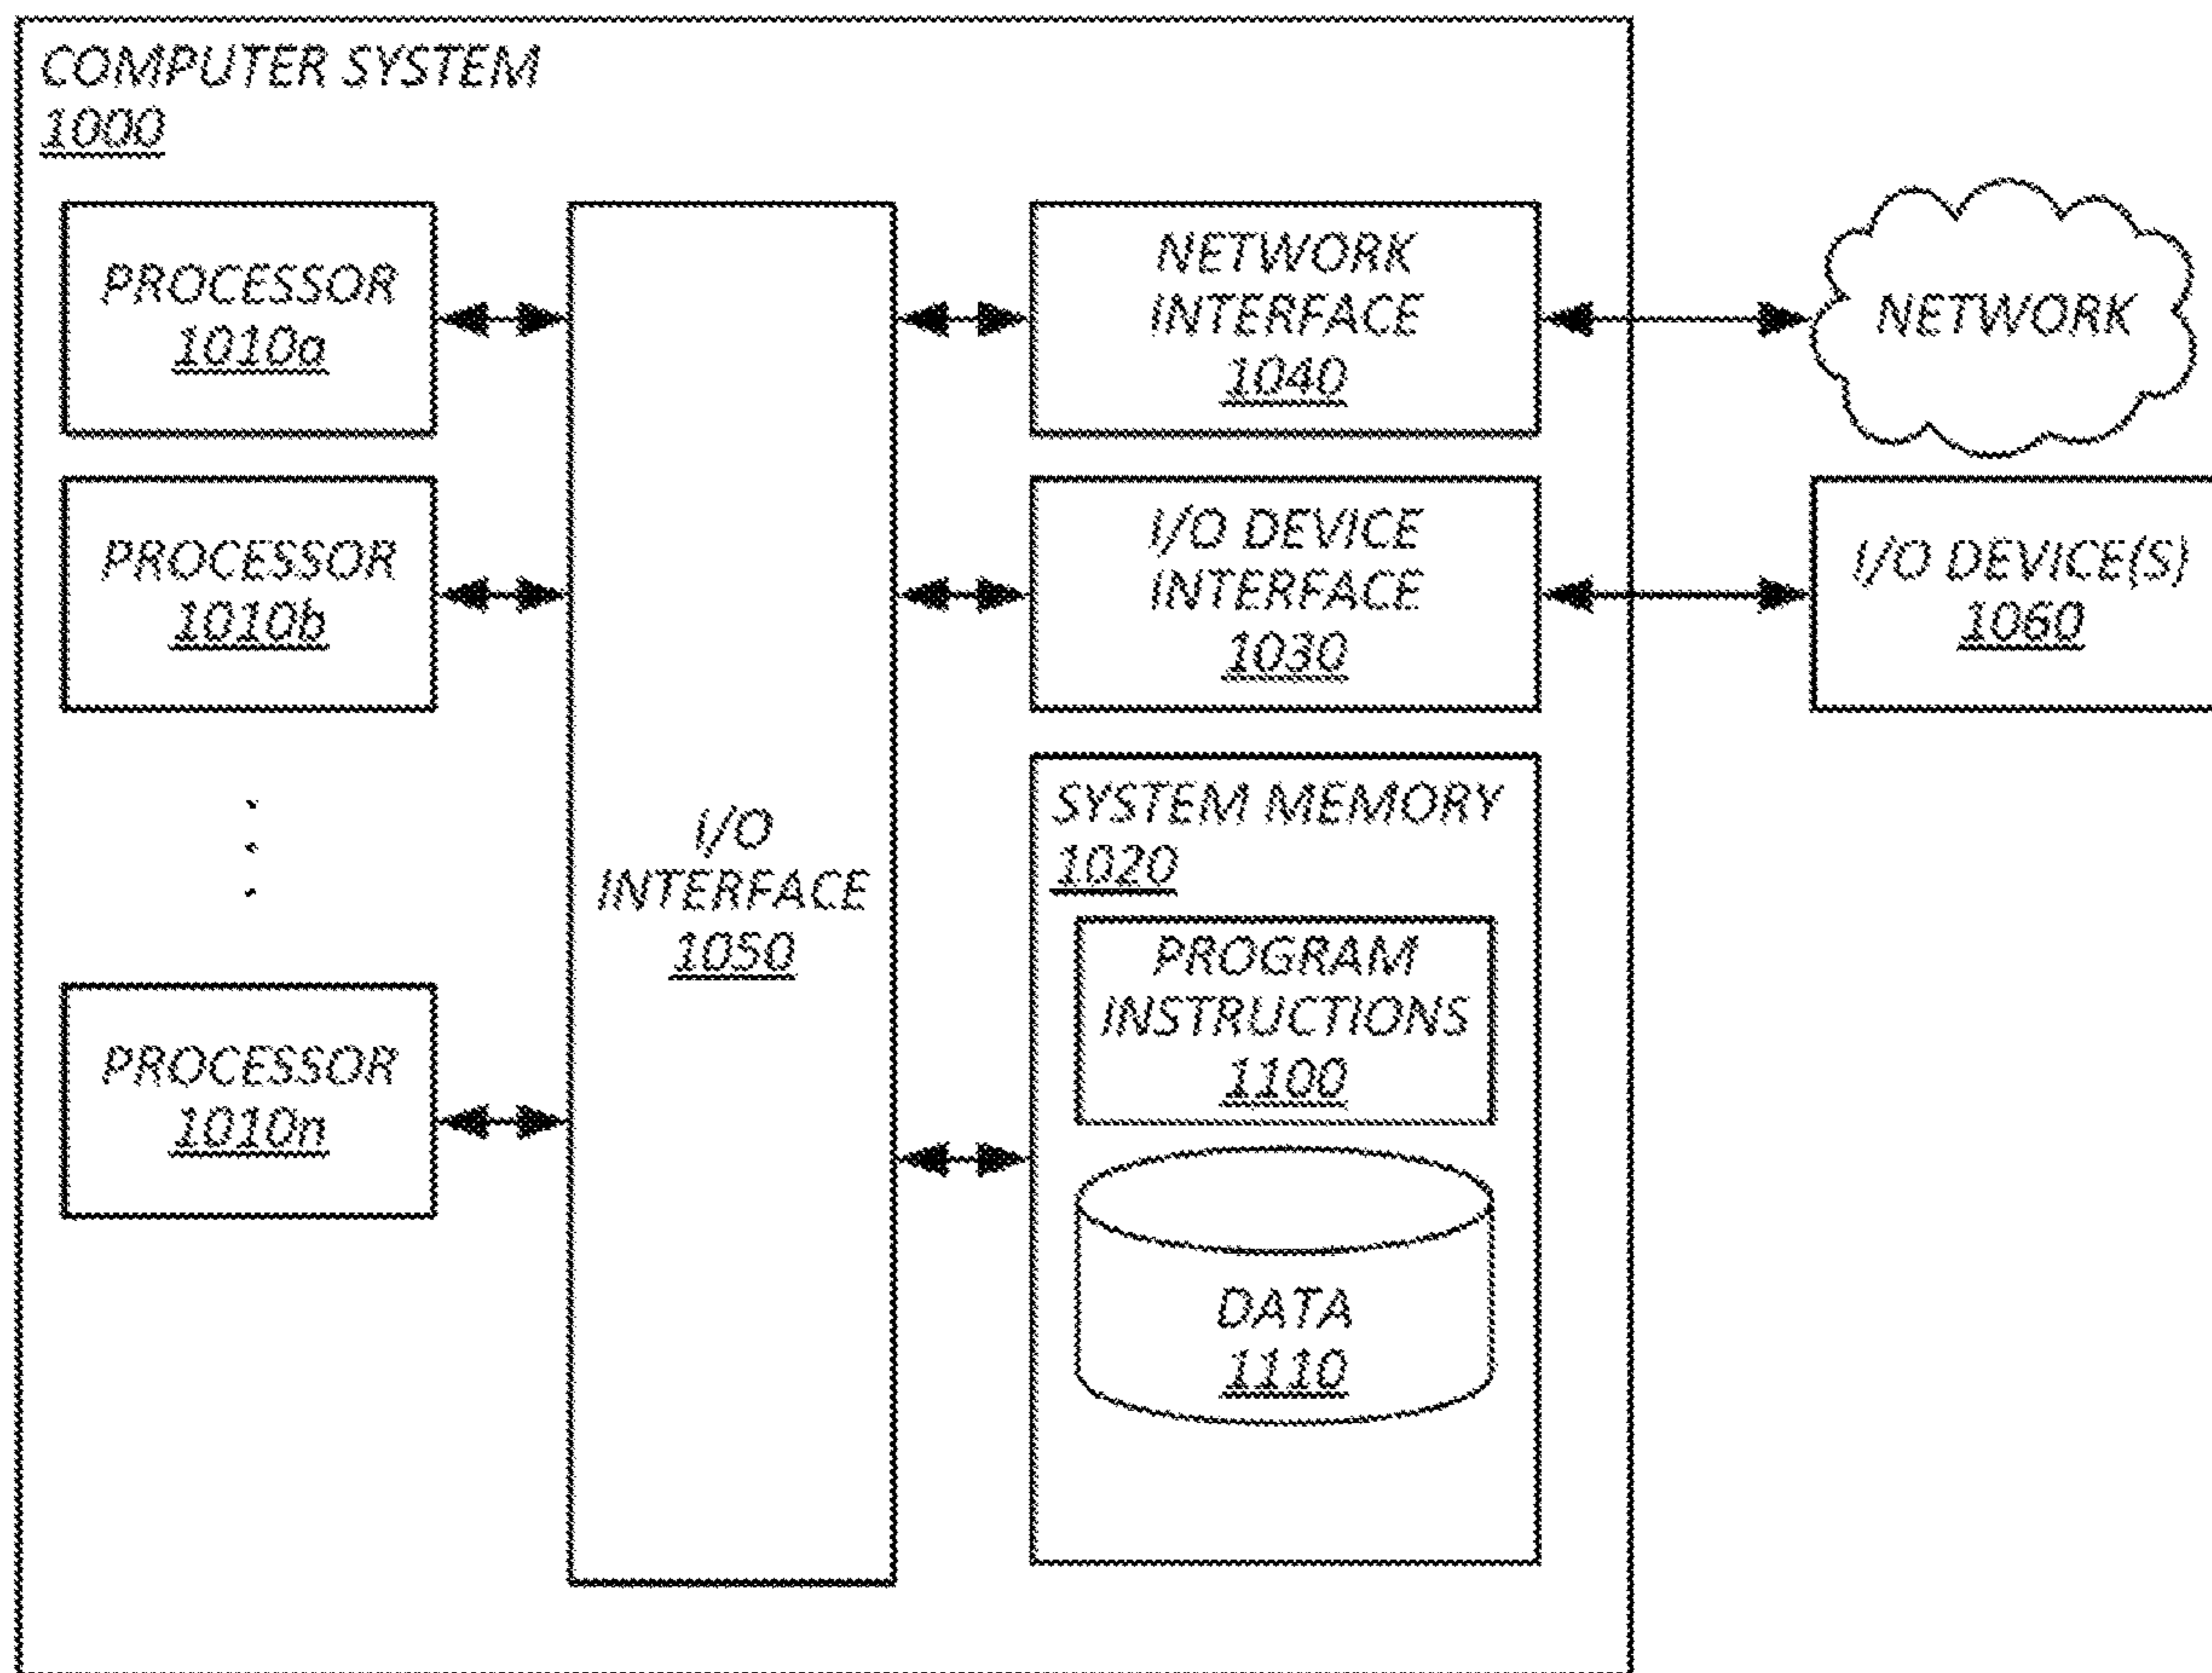 COMPUTER SYSTEM
1000
PROCESSOR
1010a
PROCESSOR
1010b
PROCESSOR
1010n
I/O
INTERFACE
1050
NETWORK
INTERFACE
1040
I/O DEVICE
INTERFACE
1030
SYSTEM MEMORY
1020
PROGRAM
INSTRUCTIONS
1100
DATA
1110
NETWORK
I/O DEVICE(S)
1060